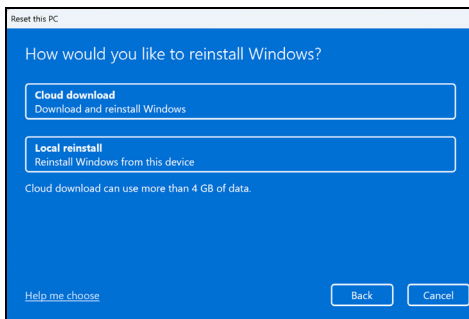 Reset this PC
How would you like to reinstall Windows?
Cloud download
Download and reinstall Windows
Local reinstall
Reinstall Windows from this device
Cloud download can use more than 4 GB of data.
Help me choose
Back
Cancel